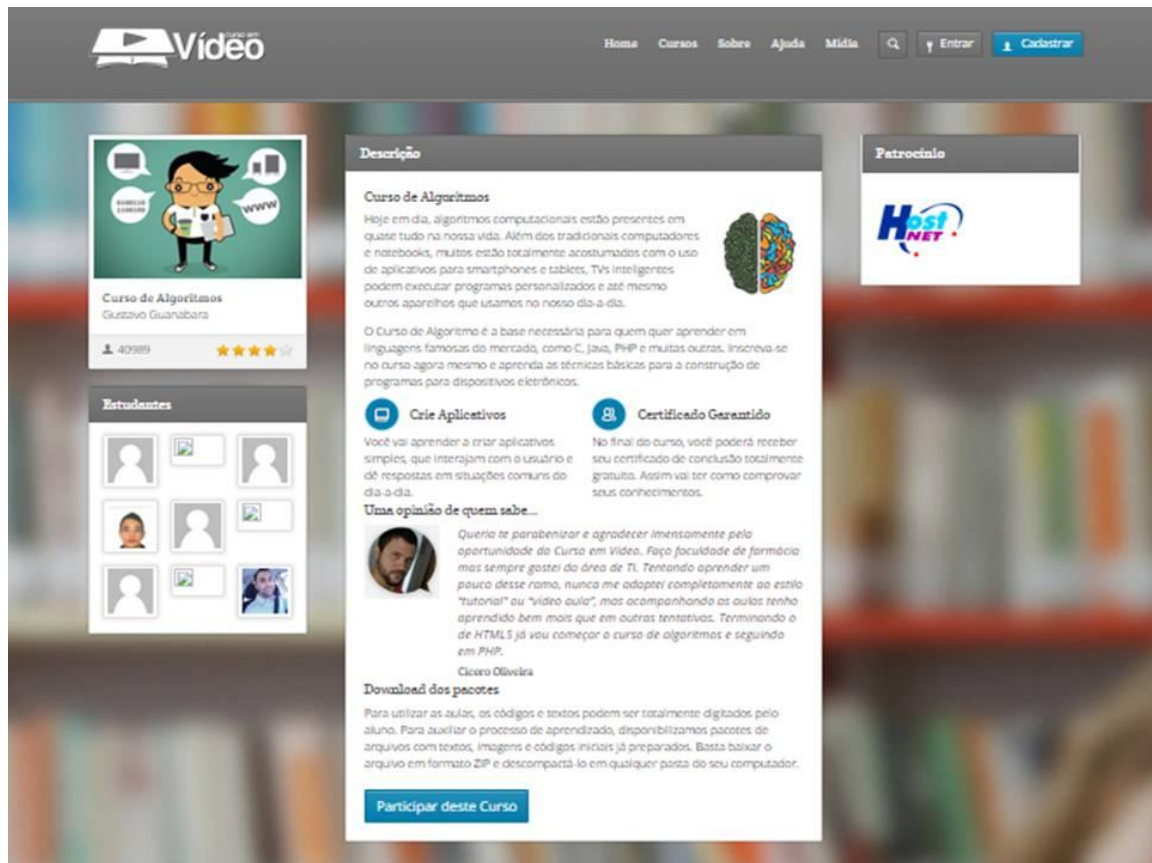 curso em
Vídeo
Home Cursos Sobre Ajuda Mídia Entrar Cadastrar
0100110
1100100
www
Curso de Algoritmos
Gustavo Guanabara
40989
Estudantes
Descrição
Curso de Algoritmos
Hoje em dia, algoritmos computacionais estão presentes em
quase tudo na nossa vida. Além dos tradicionais computadores
e notebooks, muitos estão totalmente acostumados com o uso
de aplicativos para smartphones e tablets, TVs inteligentes
podem executar programas personalizados e até mesmo
outros aparelhos que usamos no nosso dia-a-dia.
O Curso de Algoritmo é a base necessária para quem quer aprender em
linguagens famosas do mercado, como C, Java, PHP e muitas outras. Inscreva-se
no curso agora mesmo e aprenda as técnicas básicas para a construção de
programas para dispositivos eletrônicos.
Crie Aplicativos
Você vai aprender a criar aplicativos
simples, que interajam com o usuário e
dê respostas em situações comuns do
dia-a-dia.
Certificado Garantido
No final do curso, você poderá receber
seu certificado de conclusão totalmente
gratuito. Assim vai ter como comprovar
seus conhecimentos.
Uma opinião de quem sabe...
Queria te parabenizar e agradecer imensamente pela
oportunidade do Curso em Vídeo. Faço faculdade de farmácia
mas sempre gostei da área de TI. Tentando aprender um
pouco desse ramo, nunca me adaptei completamente ao estilo
"tutorial" ou "vídeo aula", mas acompanhando as aulas tenho
aprendido bem mais que em outras tentativas. Terminando o
de HTML5 já vou começar o curso de algoritmos e seguindo
em PHP.
Cicero Oliveira
Download dos pacotes
Para utilizar as aulas, os códigos e textos podem ser totalmente digitados pelo
aluno. Para auxiliar o processo de aprendizado, disponibilizamos pacotes de
arquivos com textos, imagens e códigos iniciais já preparados. Basta baixar o
arquivo em formato ZIP e descompactá-lo em qualquer pasta do seu computador.
Participar deste Curso
Patrocínio
Host
NET